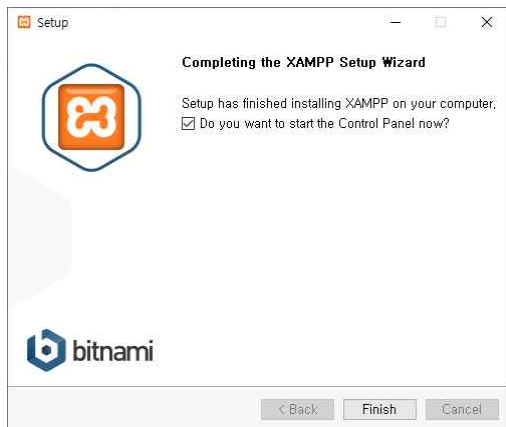 Setup
Completing the XAMPP Setup Wizard
Setup has finished installing XAMPP on your computer.
Do you want to start the Control Panel now?
bitnami
< Back
Finish
Cancel